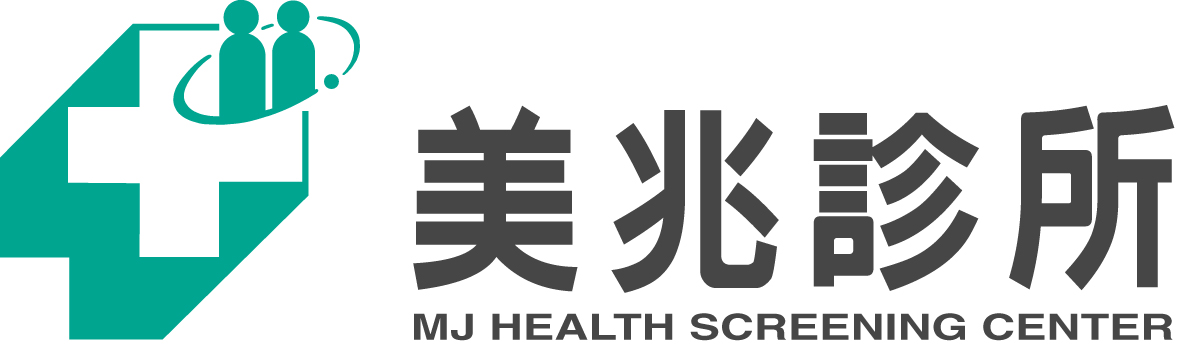 美兆診所
MJ HEALTH SCREENING CENTER